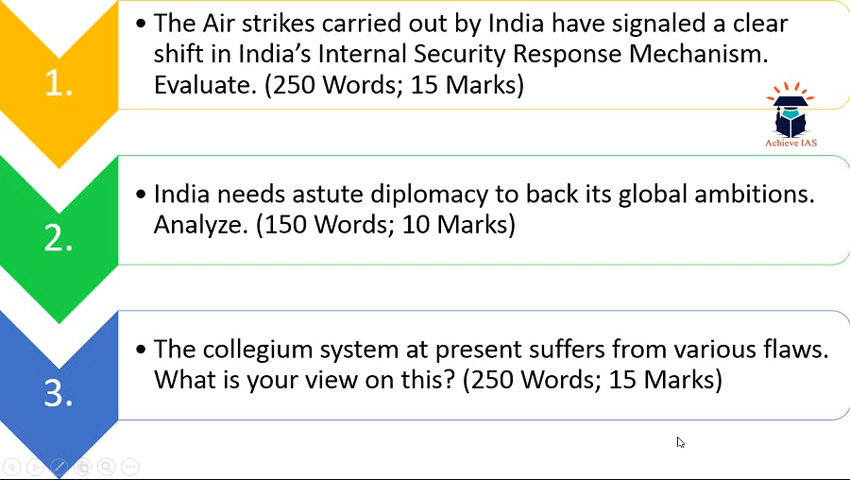 1.
• The Air strikes carried out by India have signaled a clear
shift in India's Internal Security Response Mechanism.
Evaluate. (250 Words; 15 Marks)
Achieve IAS
2.
• India needs astute diplomacy to back its global ambitions.
Analyze. (150 Words; 10 Marks)
3.
• The collegium system at present suffers from various flaws.
What is your view on this? (250 Words; 15 Marks)